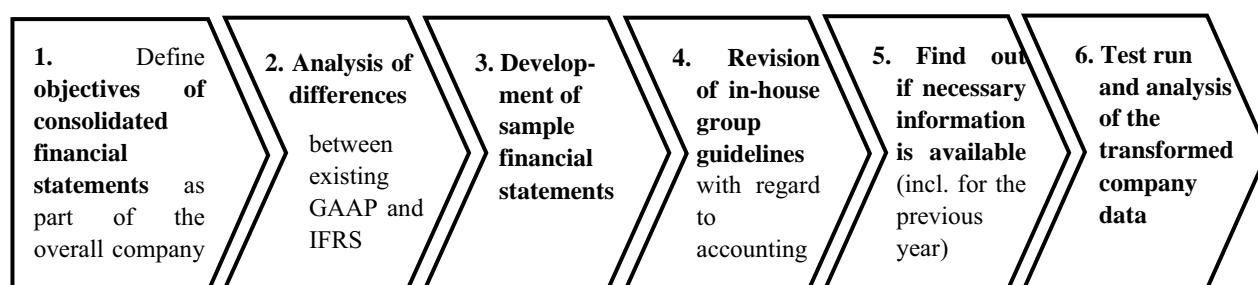 1. Define
objectives of
consolidated
financial
statements as
part of the
overall company
2. Analysis of
differences
between
existing
GAAP and
IFRS
3. Develop-
ment of
sample
financial
statements
4. Revision
of in-house
group
guidelines
with regard
to
accounting
5. Find out
if necessary
information
is available
(incl. for the
previous
year)
6. Test run
and analysis
of the
transformed
company
data